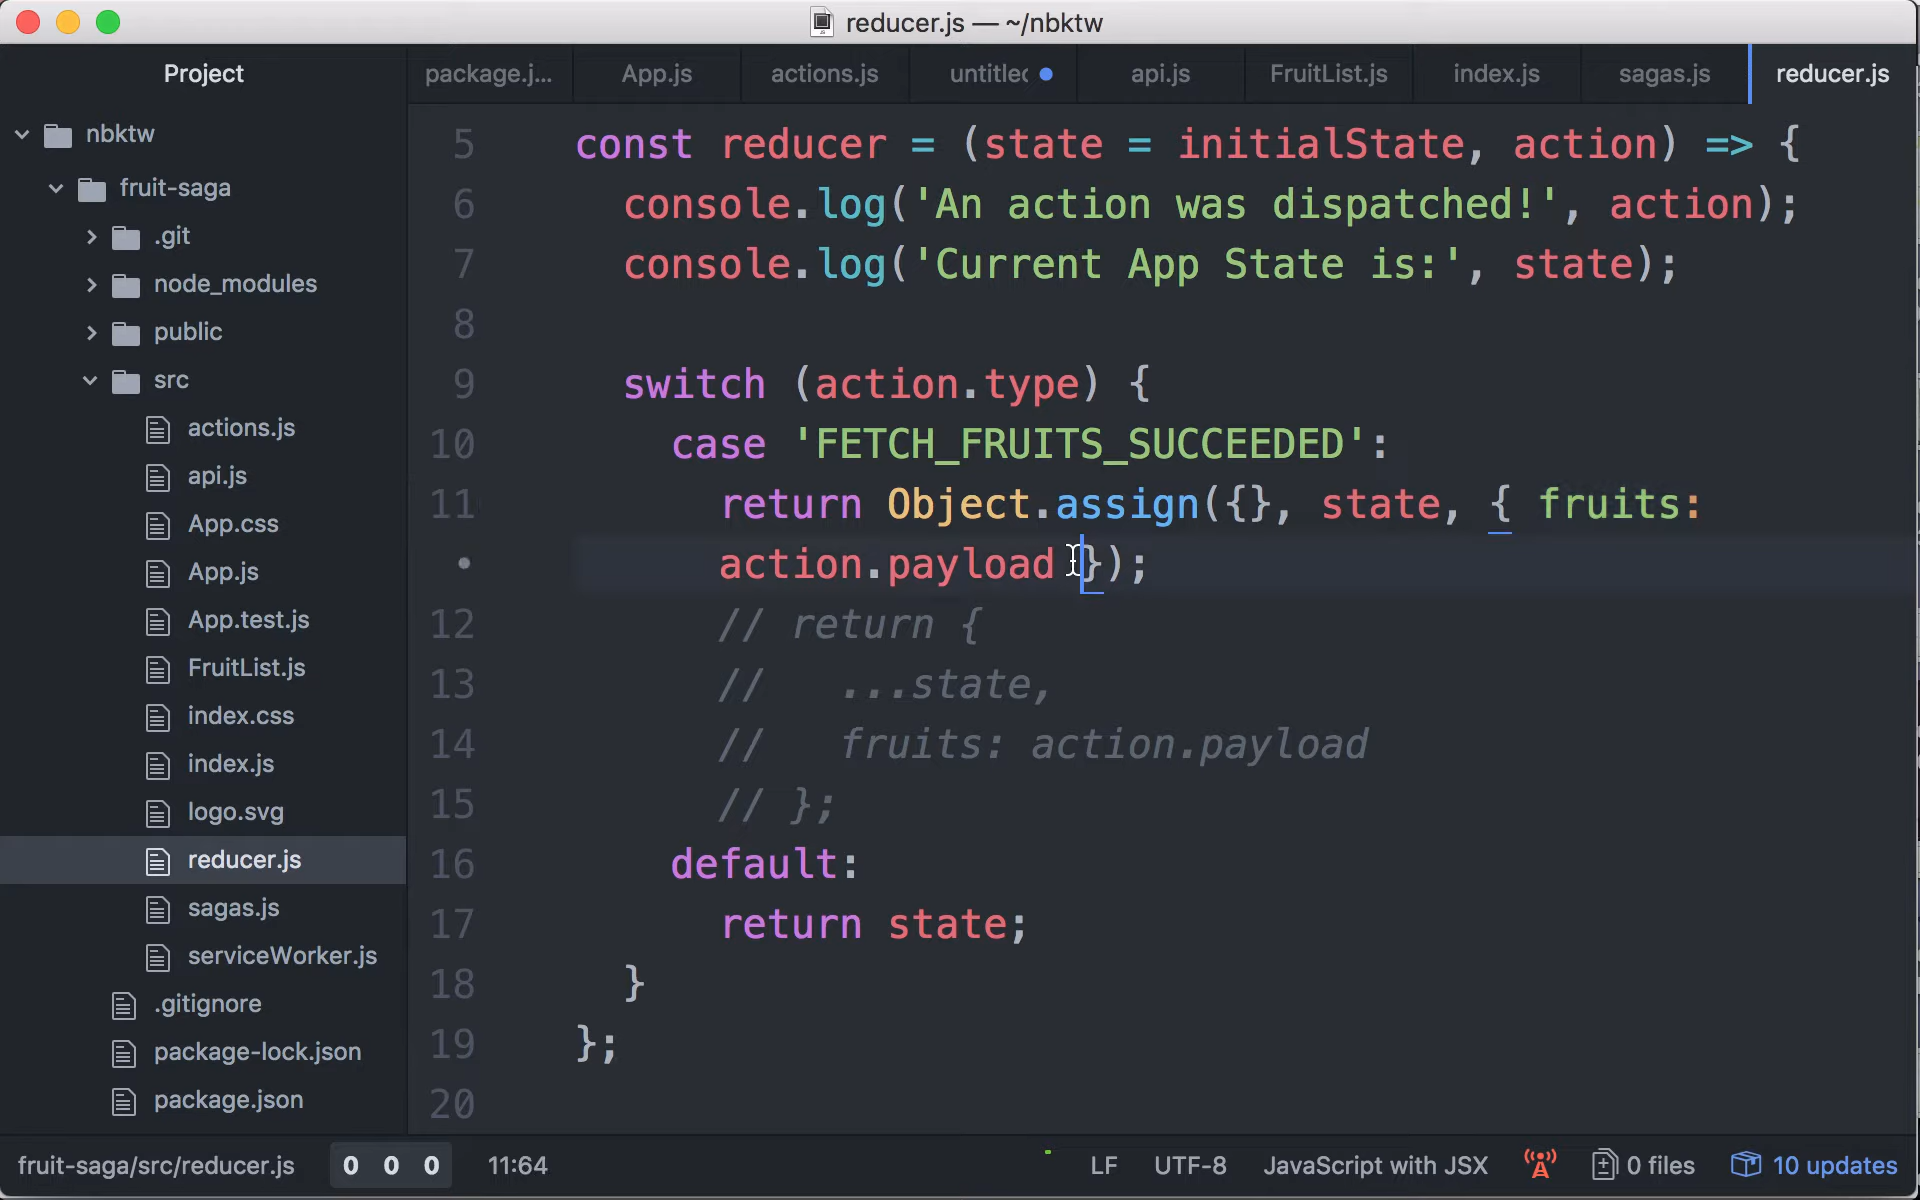 reducer.js — ~/nbktw
Project
package.j...
App.js
actions.js
untitlec
api.js
FruitList.js
index.js
sagas.js
reducer.js
nbktw
fruit-saga
.git
node_modules
public
src
actions.js
api.js
App.css
App.js
App.test.js
FruitList.js
index.css
index.js
logo.svg
reducer.js
sagas.js
serviceWorker.js
.gitignore
package-lock.json
package.json
5 const reducer = (state = initialState, action) => {
6 console.log('An action was dispatched!', action);
7 console.log('Current App State is:', state);
8
9 switch (action.type) {
10 case 'FETCH_FRUITS_SUCCEEDED':
11 return Object.assign({}, state, { fruits:
• action.payload });
12 // return {
13 // ...state,
14 // fruits: action.payload
15 // };
16 default:
17 return state;
18 }
19 };
20
fruit-saga/src/reducer.js 0 0 0 11:64 LF UTF-8 JavaScript with JSX 0 files 10 updates